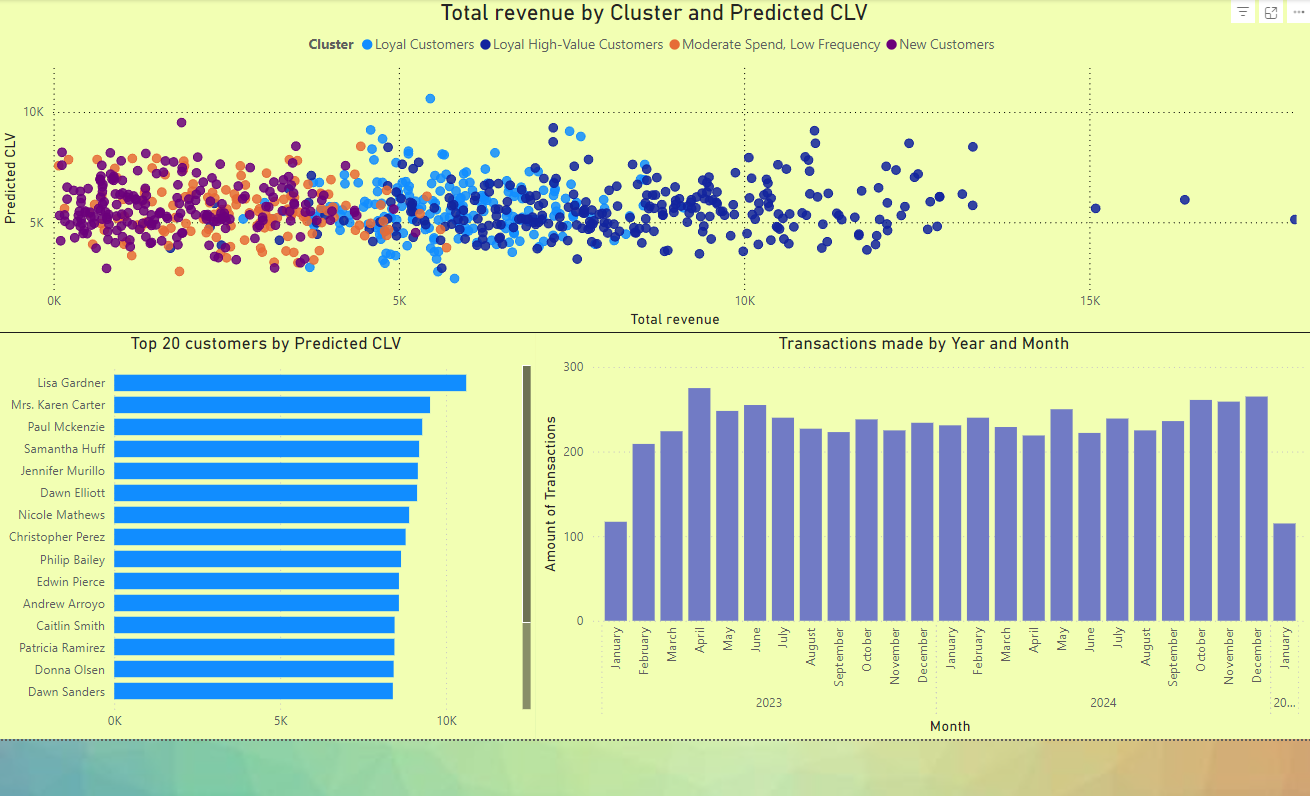 Total revenue by Cluster and Predicted CLV
Cluster Loyal Customers Loyal High-Value Customers Moderate Spend, Low Frequency New Customers
Predicted CLV
10K
5K
0K 5K 10K 15K
Total revenue
Top 20 customers by Predicted CLV
Lisa Gardner
Mrs. Karen Carter
Paul Mckenzie
Samantha Huff
Jennifer Murillo
Dawn Elliott
Nicole Mathews
Christopher Perez
Philip Bailey
Edwin Pierce
Andrew Arroyo
Caitlin Smith
Patricia Ramirez
Donna Olsen
Dawn Sanders
0K 5K 10K
Transactions made by Year and Month
Amount of Transactions
300
200
100
0
January February March April May June July August September October November December January February March April May June July August September October November December January
2023 2024 20...
Month